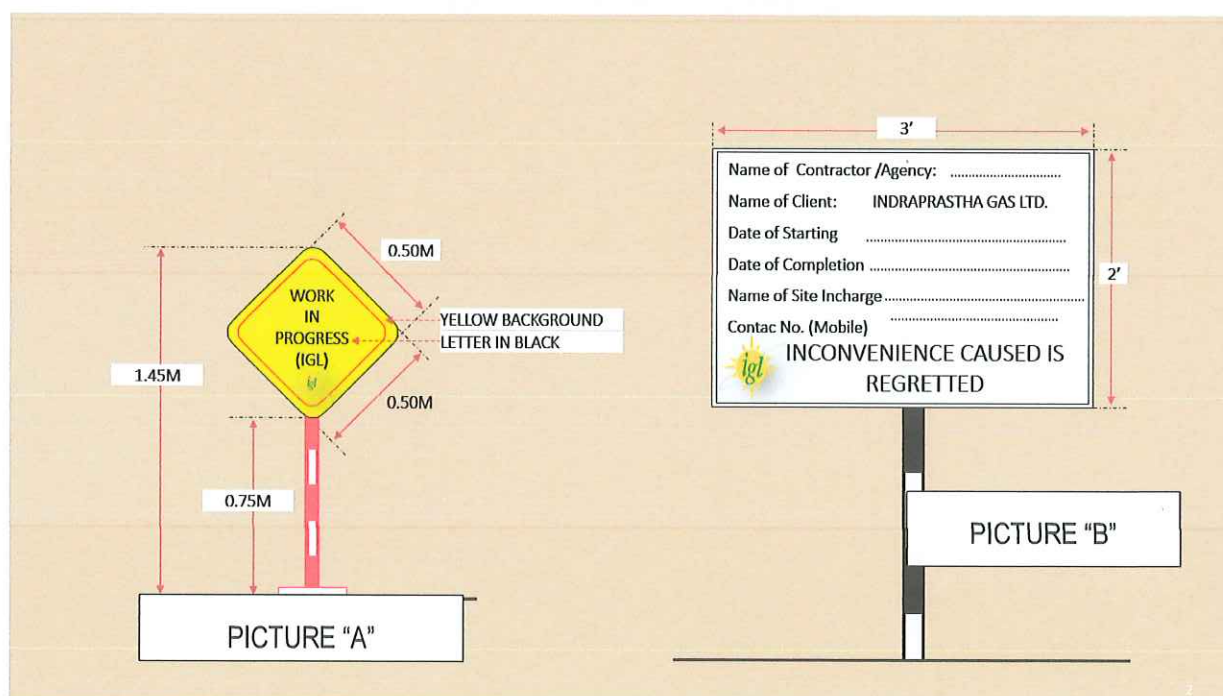 0.50M
WORK
IN
PROGRESS
(IGL)
igl
YELLOW BACKGROUND
LETTER IN BLACK
1.45M
0.50M
0.75M
PICTURE “A”
3’
Name of Contractor /Agency: ............................
Name of Client: INDRAPRASTHA GAS LTD.
Date of Starting ..................................................
Date of Completion ..................................................
Name of Site Incharge ..................................................
Contac No. (Mobile) ..................................................
igl
INCONVENIENCE CAUSED IS
REGRETTED
2’
PICTURE “B”
2